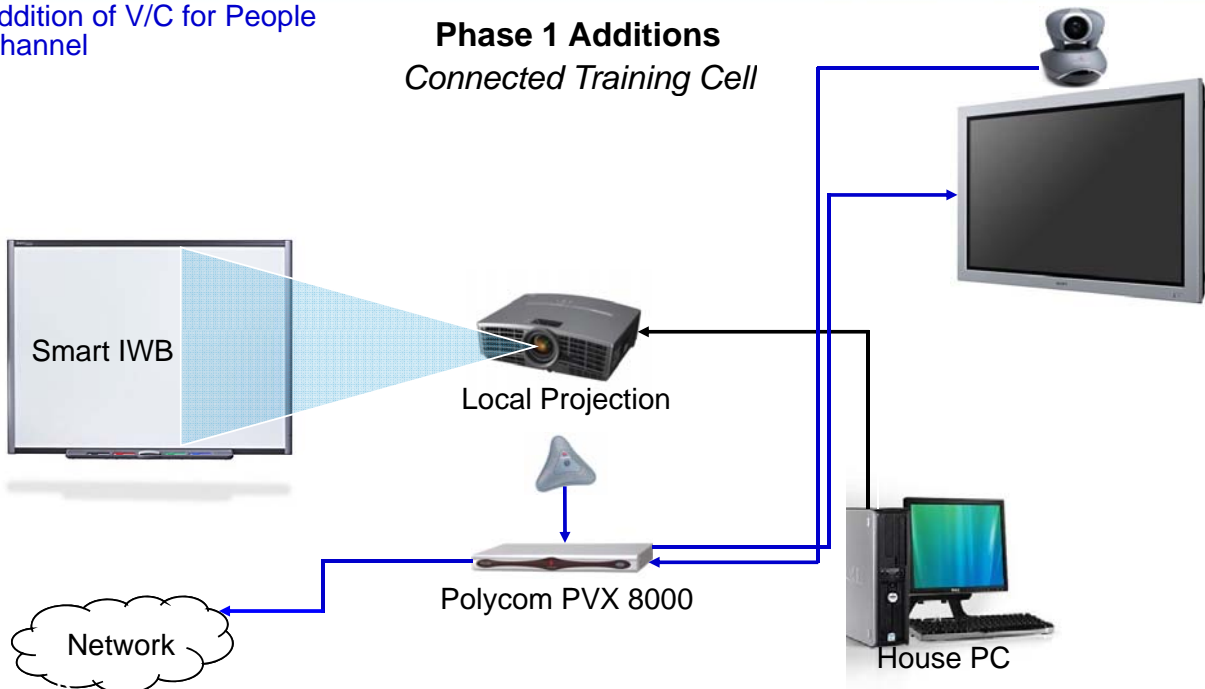 ddition of V/C for People
hannel
Phase 1 Additions
Connected Training Cell
Smart IWB
Local Projection
Polycom PVX 8000
Network
House PC